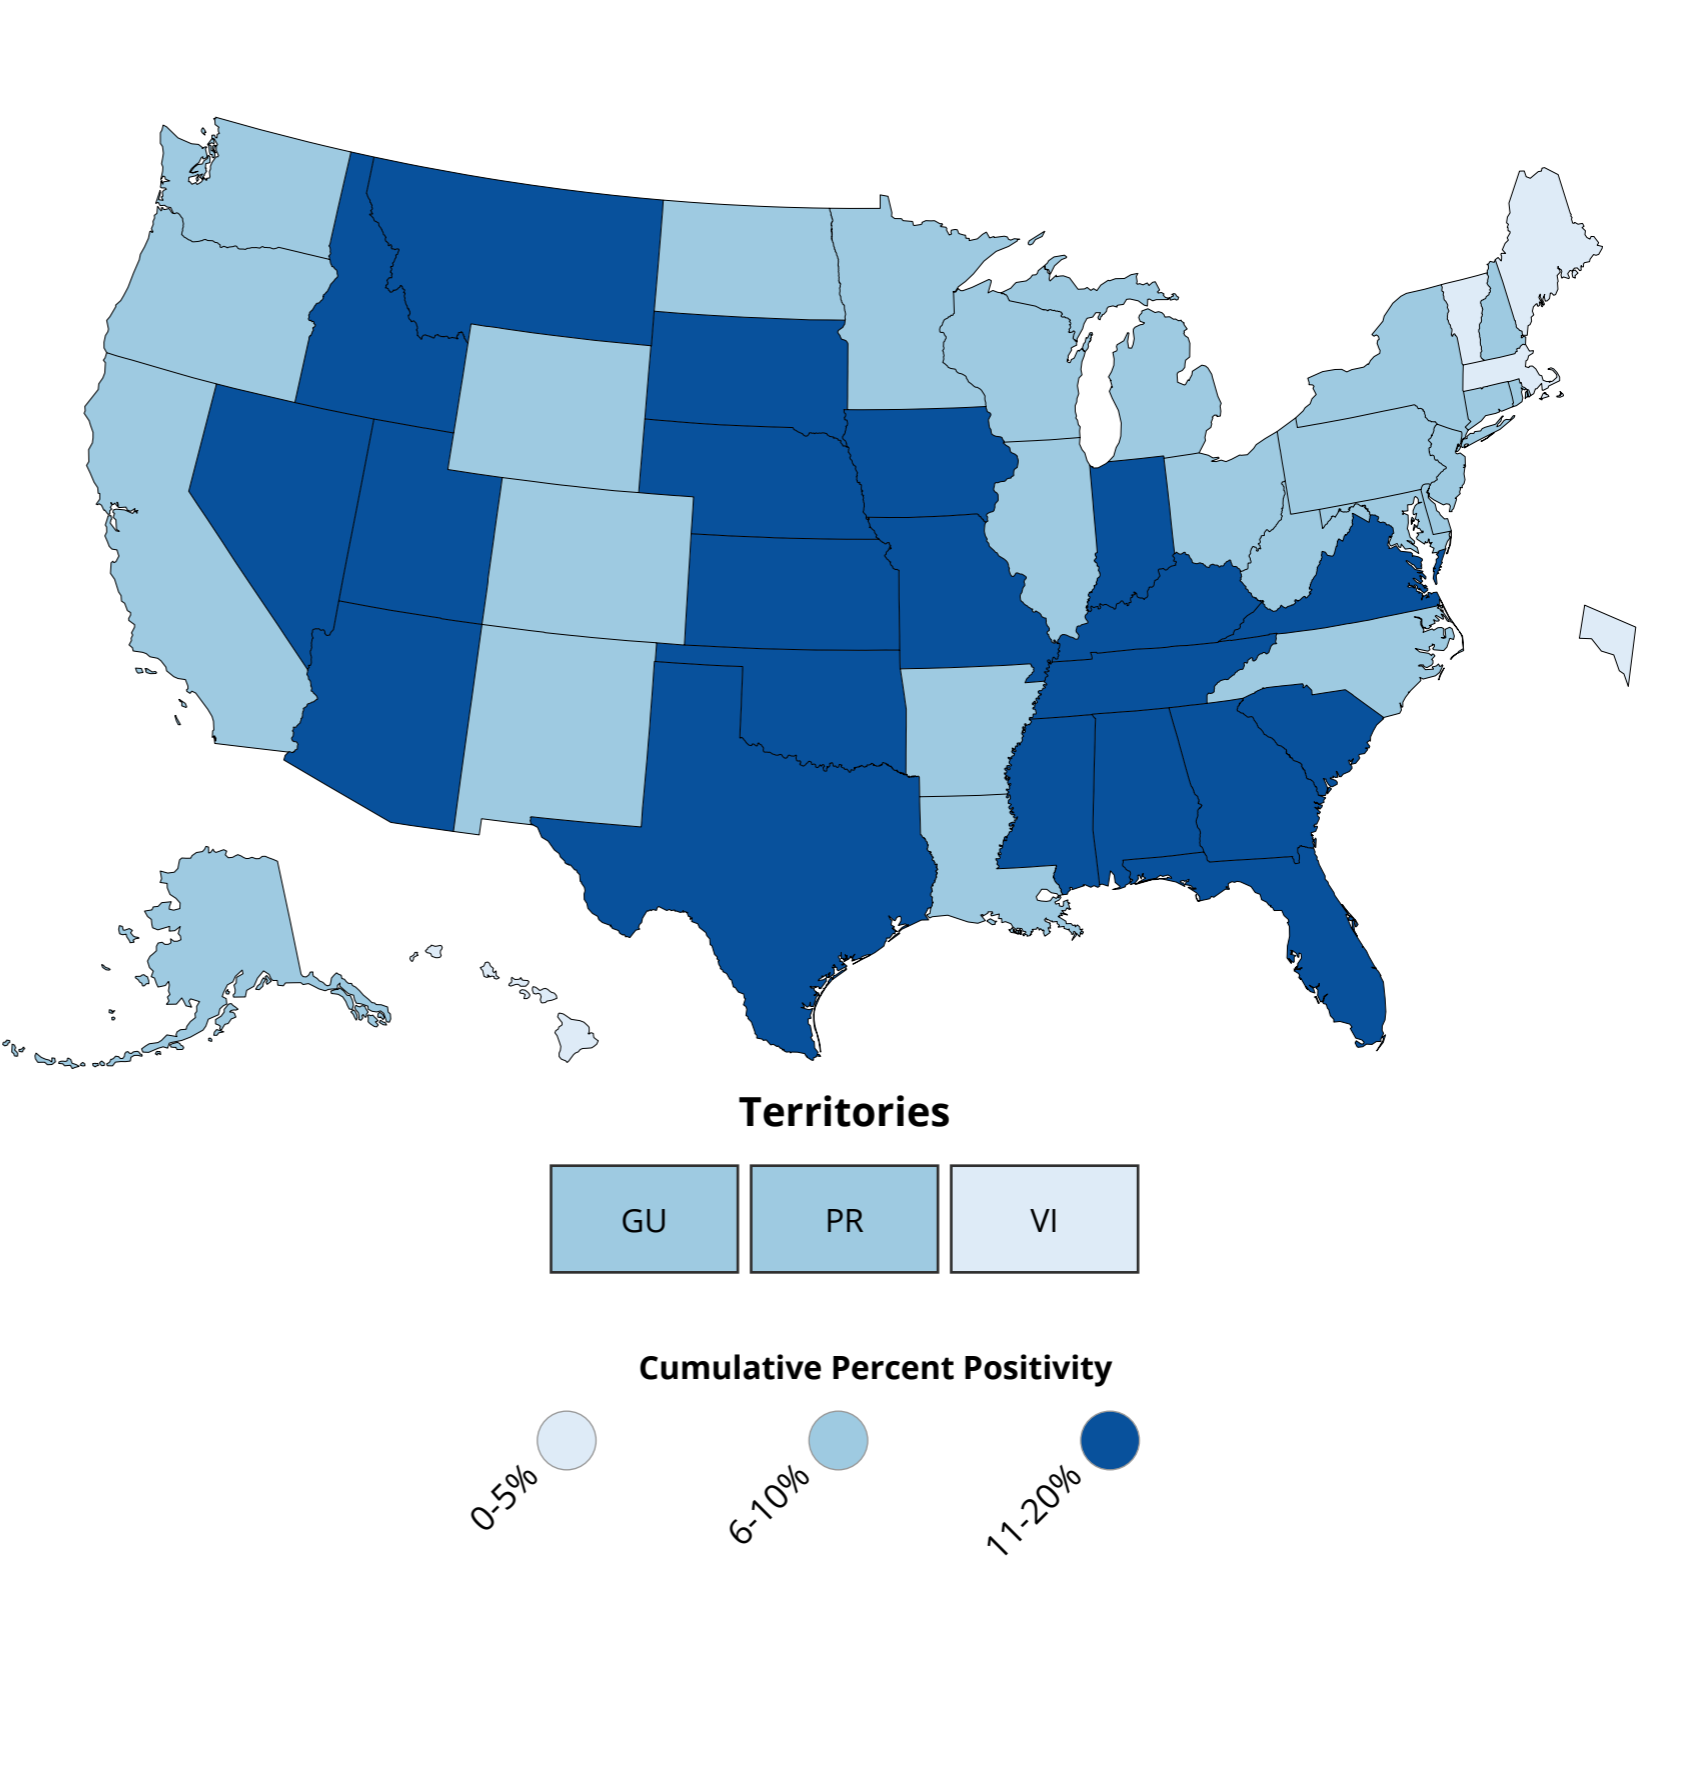 Territories
GU PR VI
Cumulative Percent Positivity
0-5% 6-10% 11-20%